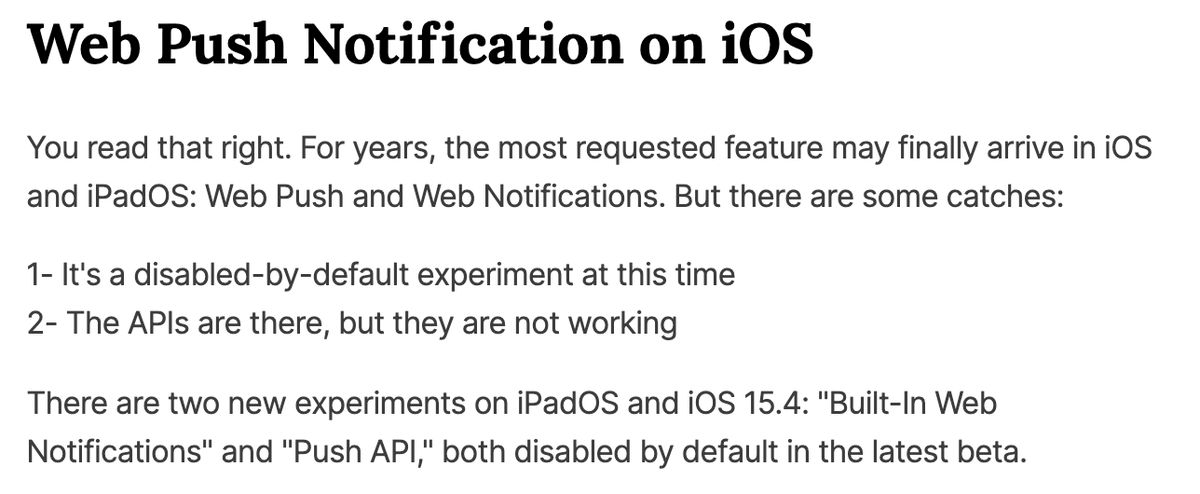 Web Push Notification on iOS
You read that right. For years, the most requested feature may finally arrive in iOS
and iPadOS: Web Push and Web Notifications. But there are some catches:
1- It's a disabled-by-default experiment at this time
2- The APIs are there, but they are not working
There are two new experiments on iPadOS and iOS 15.4: "Built-In Web
Notifications" and "Push API," both disabled by default in the latest beta.